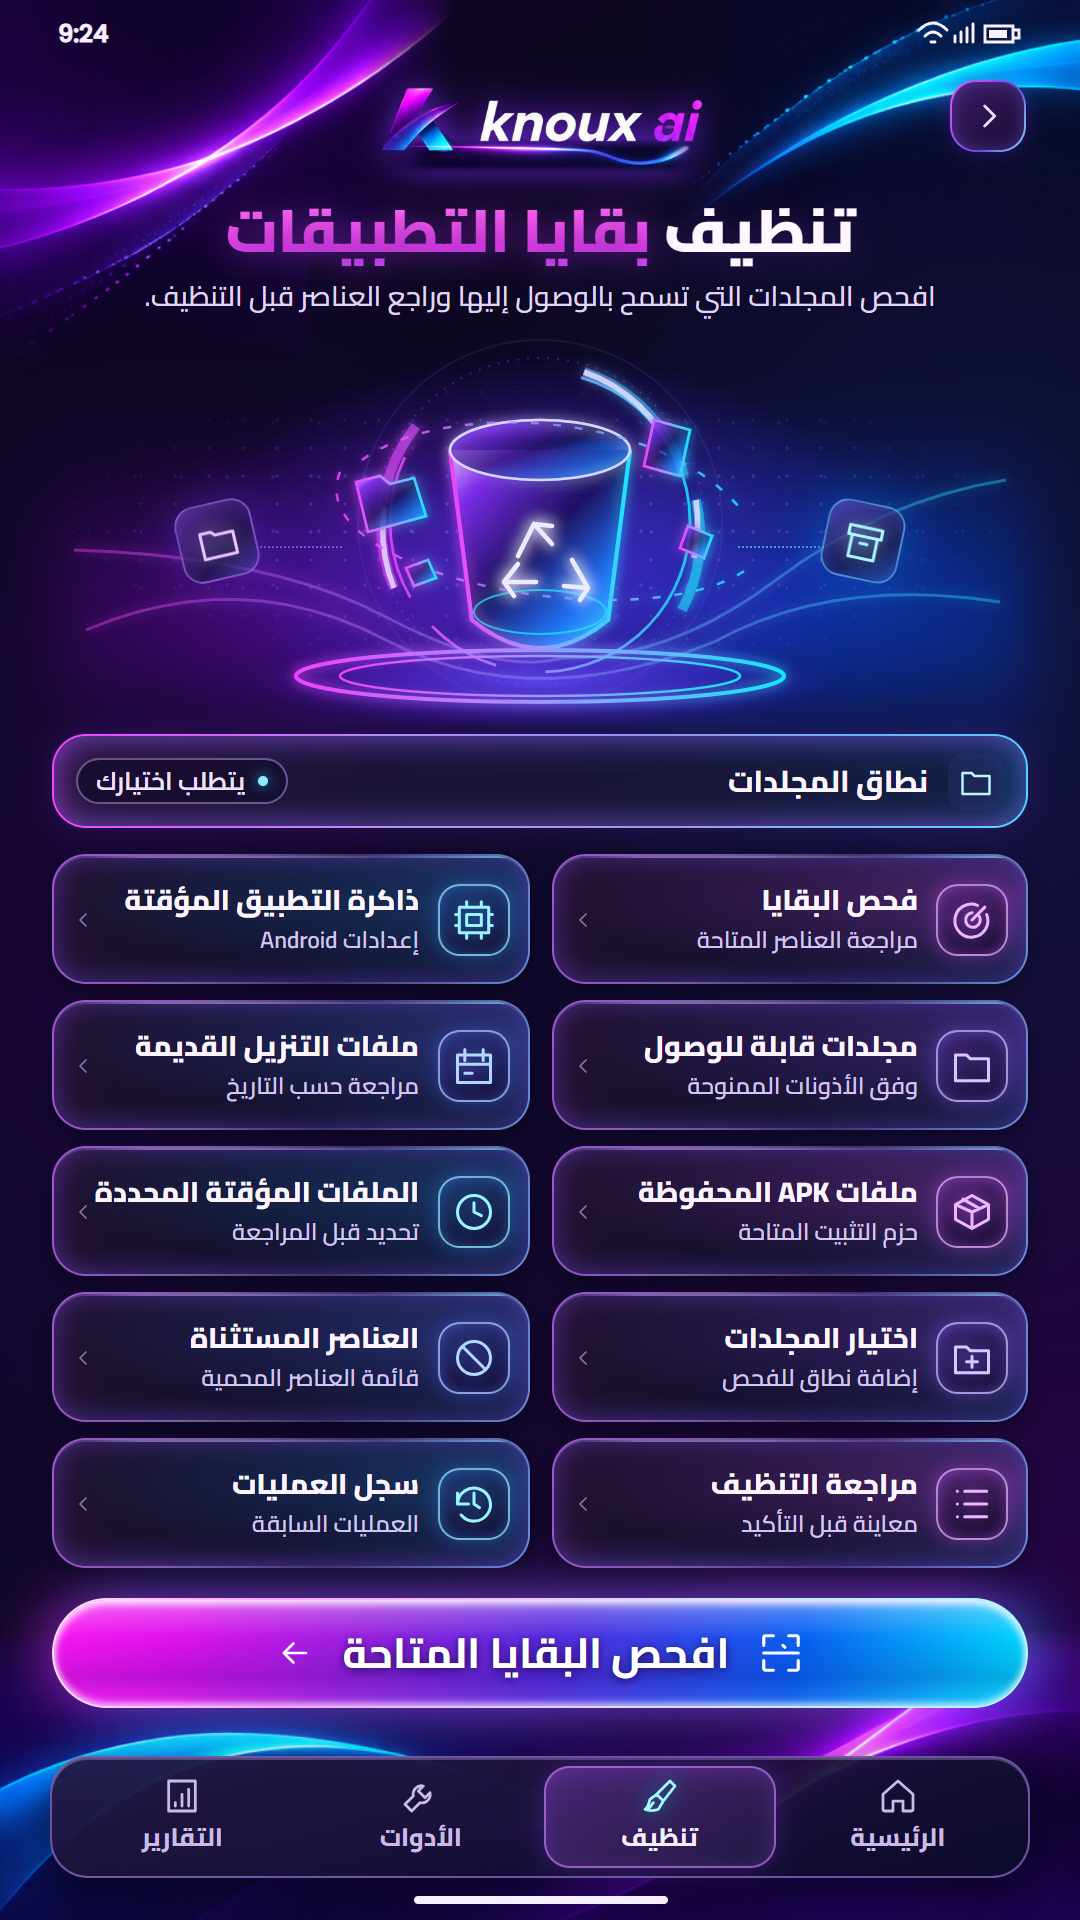 9:24
knoux ai
تنظيف بقايا التطبيقات
افحص المجلدات التي تسمح بالوصول إليها وراجع العناصر قبل التنظيف.
نطاق المجلدات
يتطلب اختيارك
فحص البقايا
مراجعة العناصر المتاحة
ذاكرة التطبيق المؤقتة
إعدادات Android
مجلدات قابلة للوصول
وفق الأذونات الممنوحة
ملفات التنزيل القديمة
مراجعة حسب التاريخ
ملفات APK المحفوظة
حزم التثبيت المتاحة
الملفات المؤقتة المحددة
تحديد قبل المراجعة
اختيار المجلدات
إضافة نطاق للفحص
العناصر المستثناة
قائمة العناصر المحمية
مراجعة التنظيف
معاينة قبل التأكيد
سجل العمليات
العمليات السابقة
افحص البقايا المتاحة
الرئيسية
تنظيف
الأدوات
التقارير